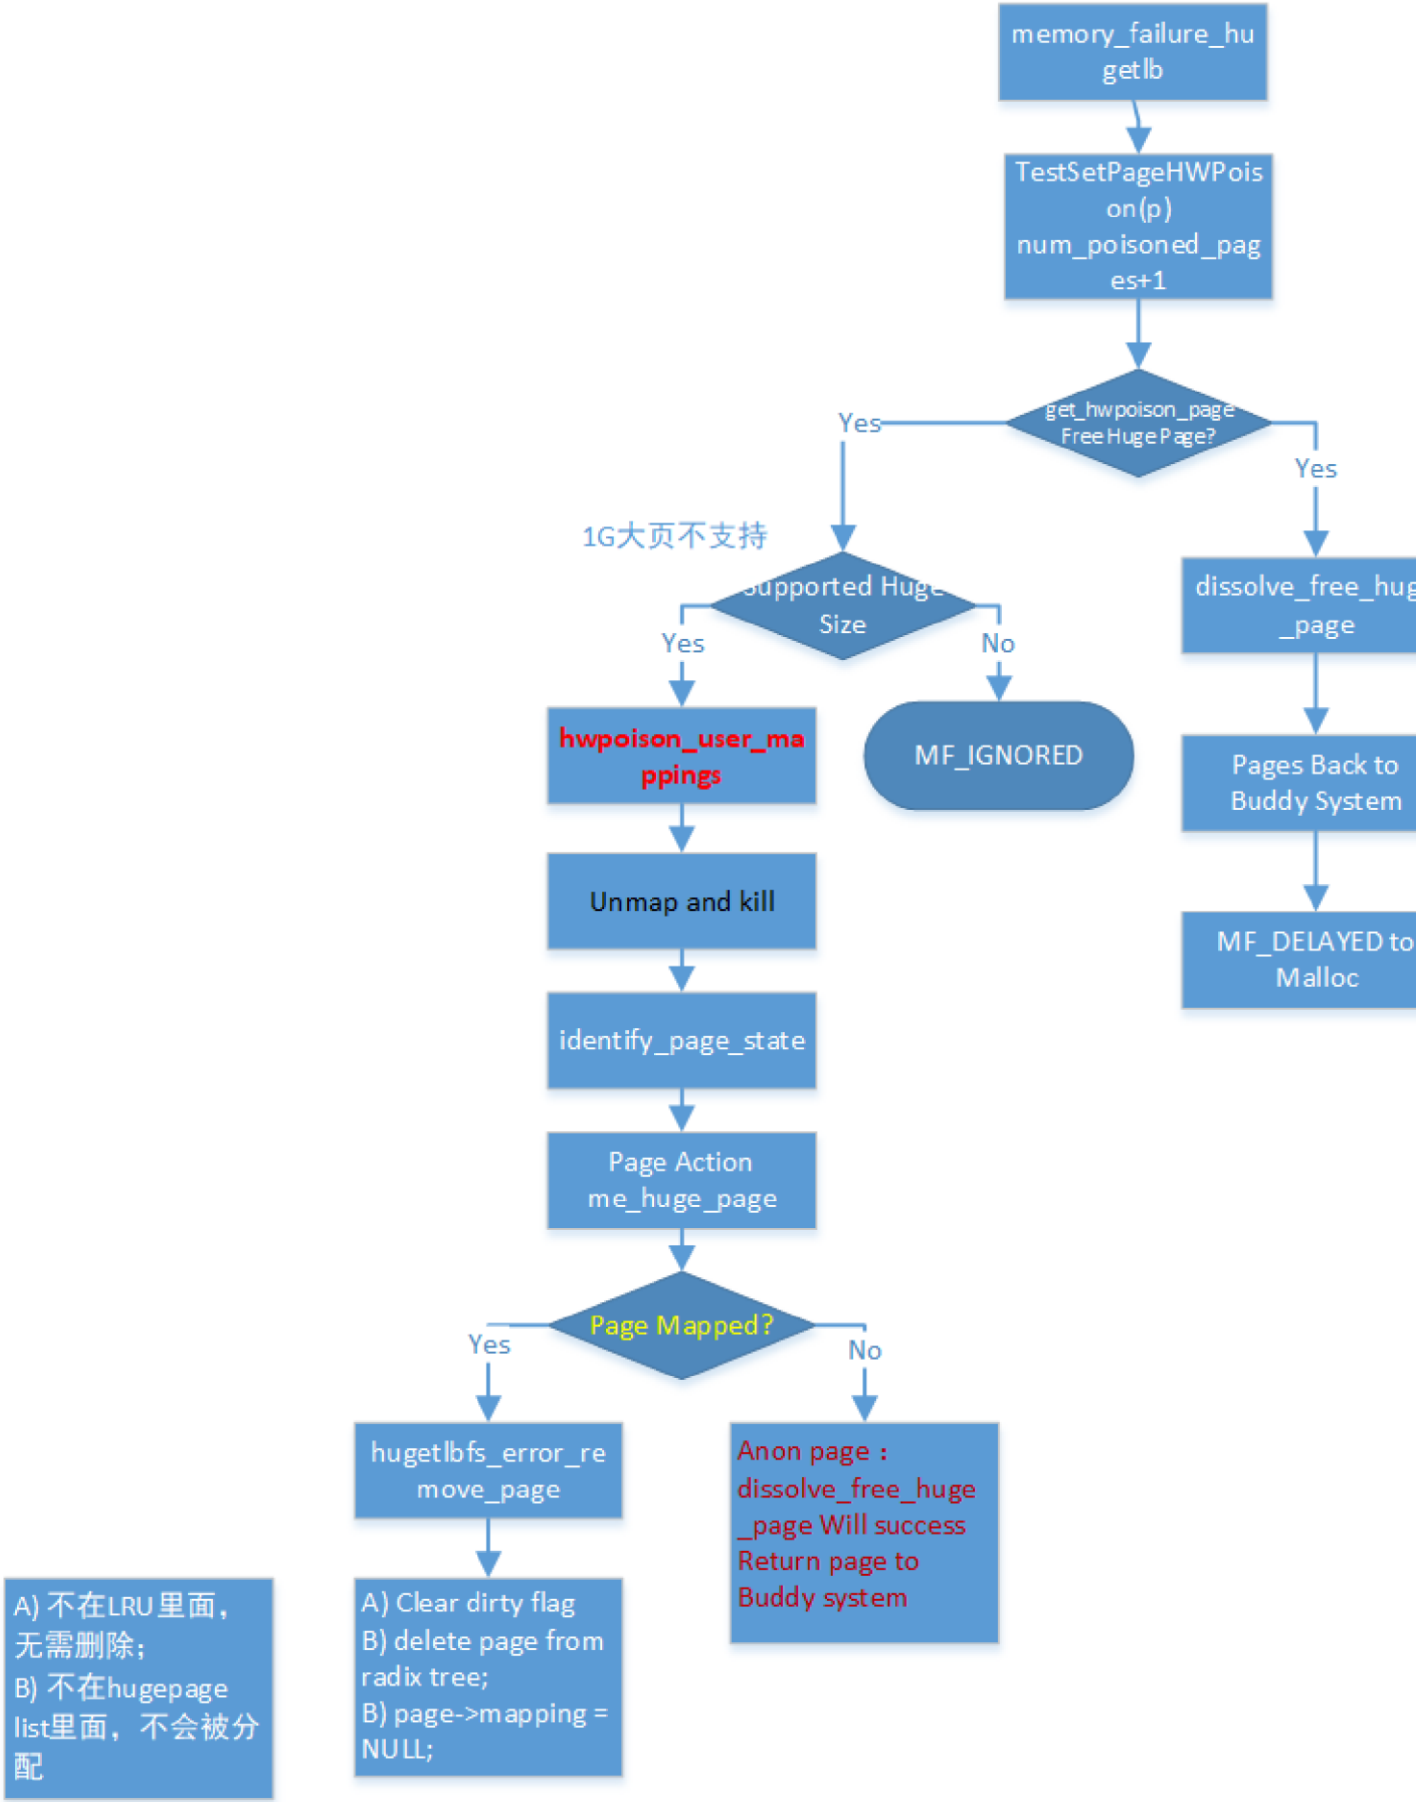 memory_failure_hu
getlb
TestSetPageHWPois
on(p)
num_poisoned_pag
es+1
get_hwpoison_page
Free Huge Page?
Yes
Yes
1G大页不支持
Supported Huge
Size
dissolve_free_hug
_page
Yes
No
hwpoison_user_ma
ppings
MF_IGNORED
Pages Back to
Buddy System
Unmap and kill
MF_DELAYED to
Malloc
identify_page_state
Page Action
me_huge_page
Page Mapped?
Yes
No
hugetlbfs_error_re
move_page
Anon page：
dissolve_free_huge
_page Will success
Return page to
Buddy system
A) 不在LRU里面，
无需删除；
B) 不在hugepage
list里面，不会被分
配
A) Clear dirty flag
B) delete page from
radix tree;
B) page->mapping =
NULL;